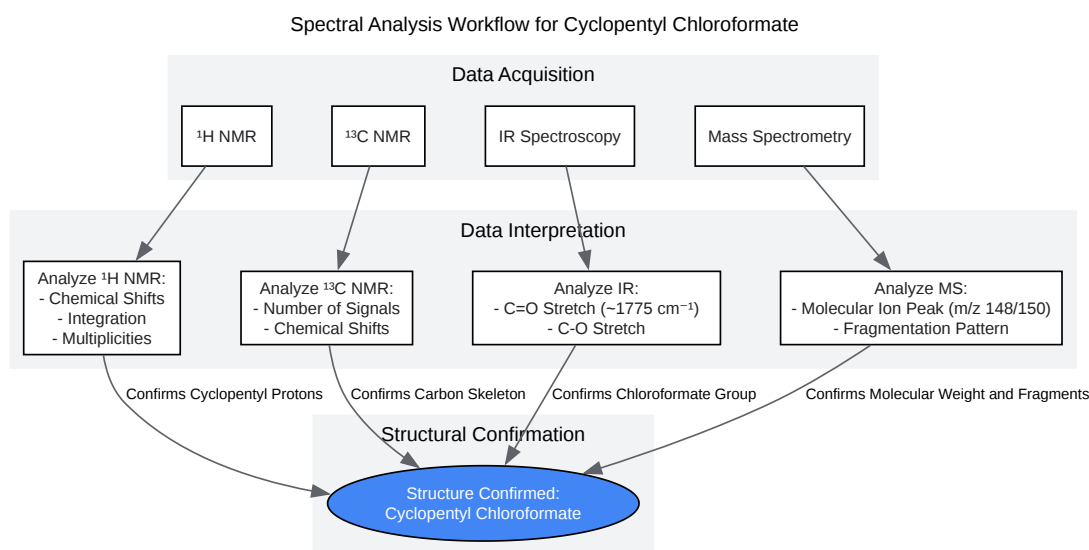 Spectral Analysis Workflow for Cyclopentyl Chloroformate
Data Acquisition
¹H NMR
¹³C NMR
IR Spectroscopy
Mass Spectrometry
Data Interpretation
Analyze ¹H NMR:
- Chemical Shifts
- Integration
- Multiplicities
Analyze ¹³C NMR:
- Number of Signals
- Chemical Shifts
Analyze IR:
- C=O Stretch (~1775 cm⁻¹)
- C-O Stretch
Analyze MS:
- Molecular Ion Peak (m/z 148/150)
- Fragmentation Pattern
Confirms Cyclopentyl Protons
Confirms Carbon Skeleton
Confirms Chloroformate Group
Confirms Molecular Weight and Fragments
Structural Confirmation
Structure Confirmed:
Cyclopentyl Chloroformate